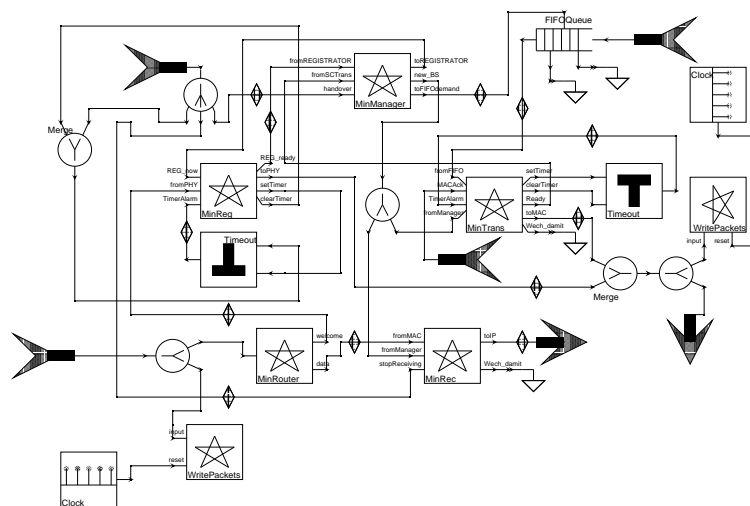 FIFOQueue
fromREGISTRATOR
toREGISTRATOR
fromSCTrans
new_BS
handover
toFIFOdemand
MinManager
Clock
Merge
REG_ready
REG_now
toPHY
fromPHY
setTimer
TimerAlarm
clearTimer
MinReg
fromFIFO
setTimer
MACAck
clearTimer
TimerAlarm
Ready
fromManager
toMAC
MinTrans
Wech_damit
Timeout
WritePackets
input
reset
Timeout
Merge
welcome
data
MinRouter
fromMAC
toIP
fromManager
stopReceiving
Wech_damit
MinRec
input
reset
WritePackets
Clock